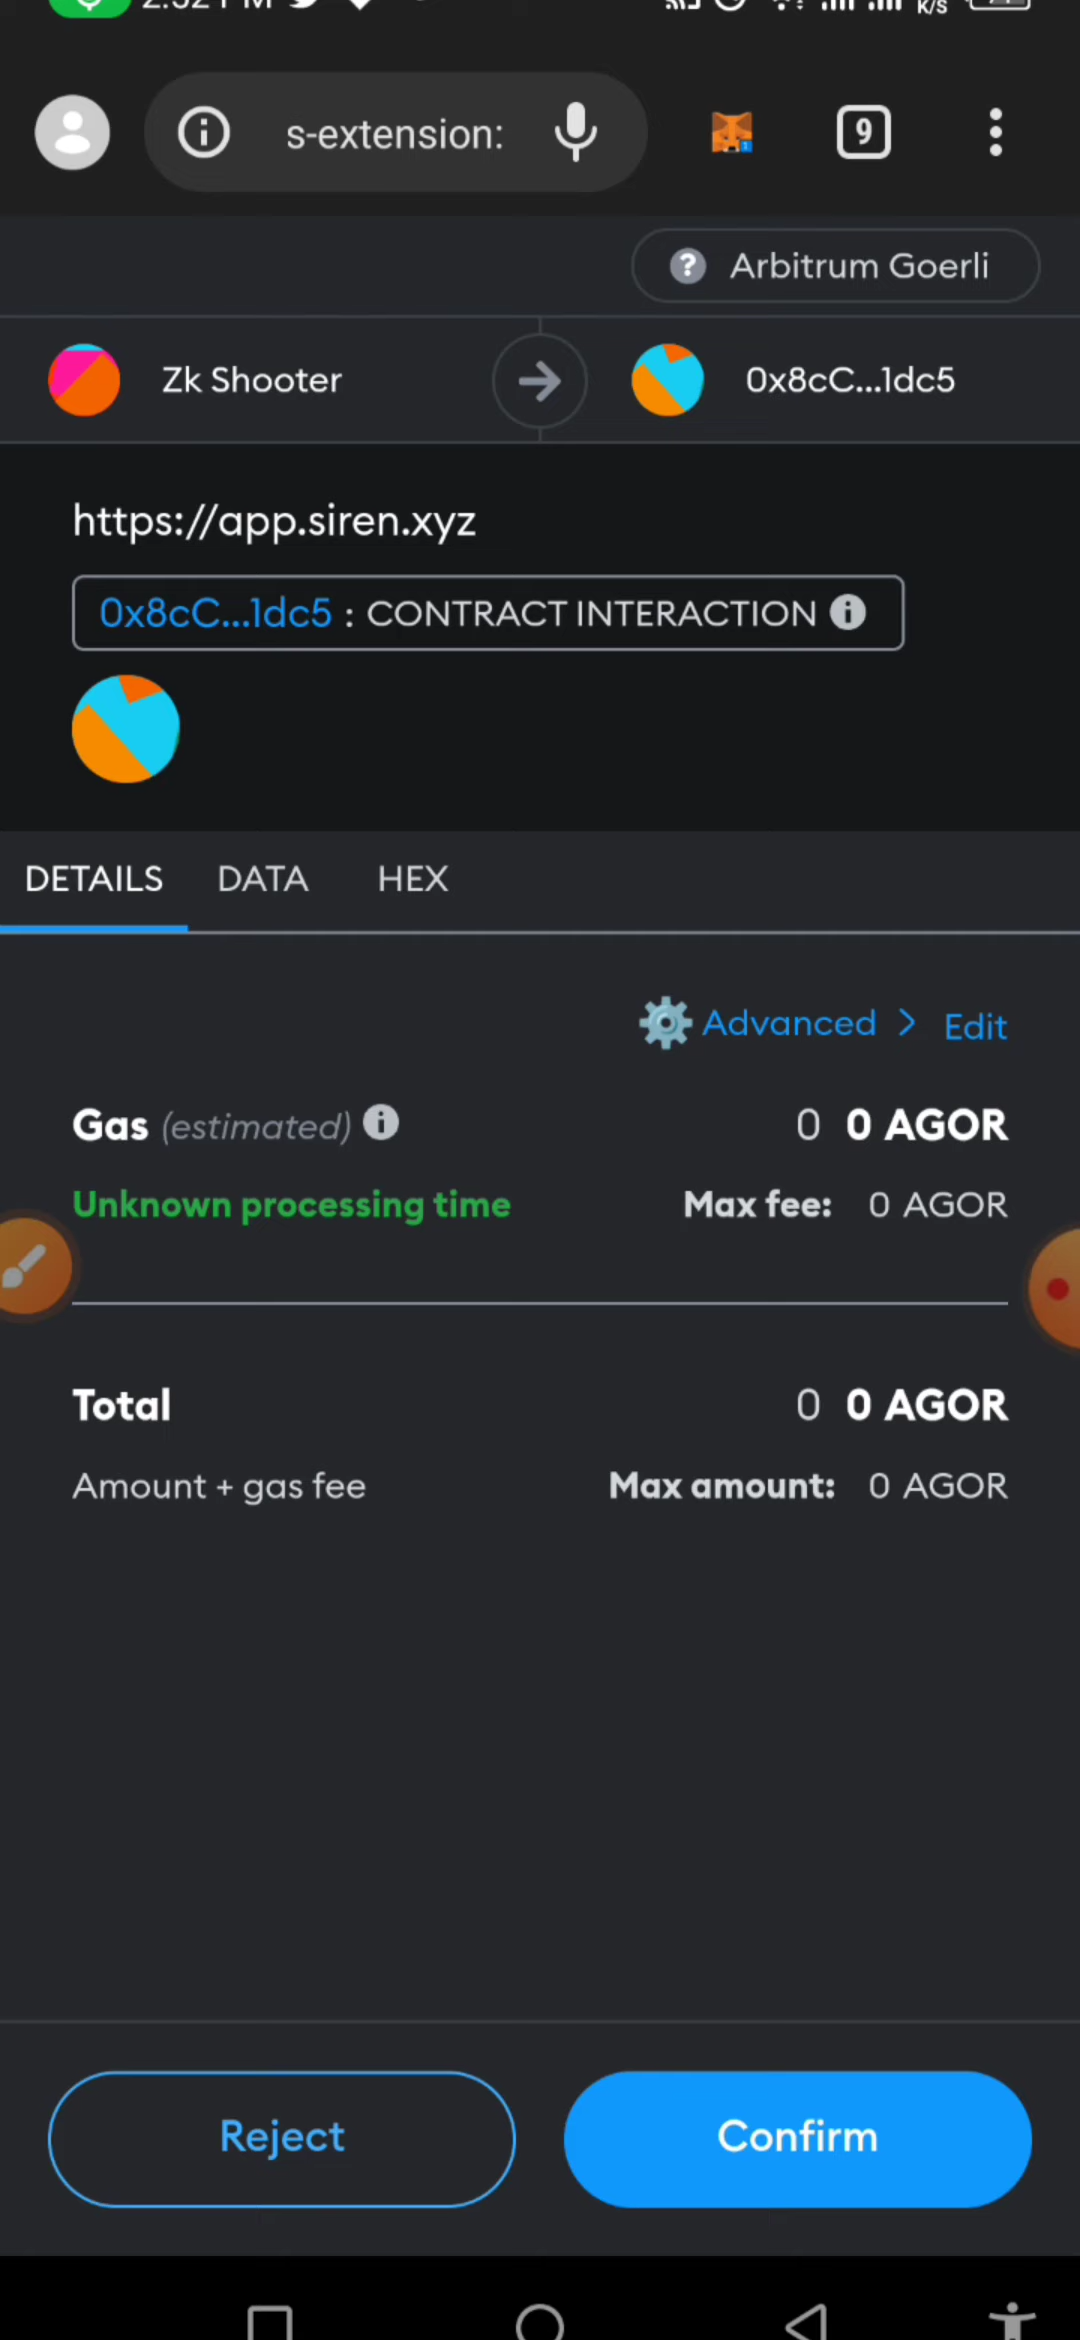 K/S
9
s-extension:
? Arbitrum Goerli
Zk Shooter
0x8cC...1dc5
https://app.siren.xyz
0x8cC...1dc5 : CONTRACT INTERACTION
DETAILS DATA HEX
Advanced > Edit
Gas (estimated) 0 0 AGOR
Unknown processing time Max fee: 0 AGOR
Total 0 0 AGOR
Amount + gas fee Max amount: 0 AGOR
Reject Confirm